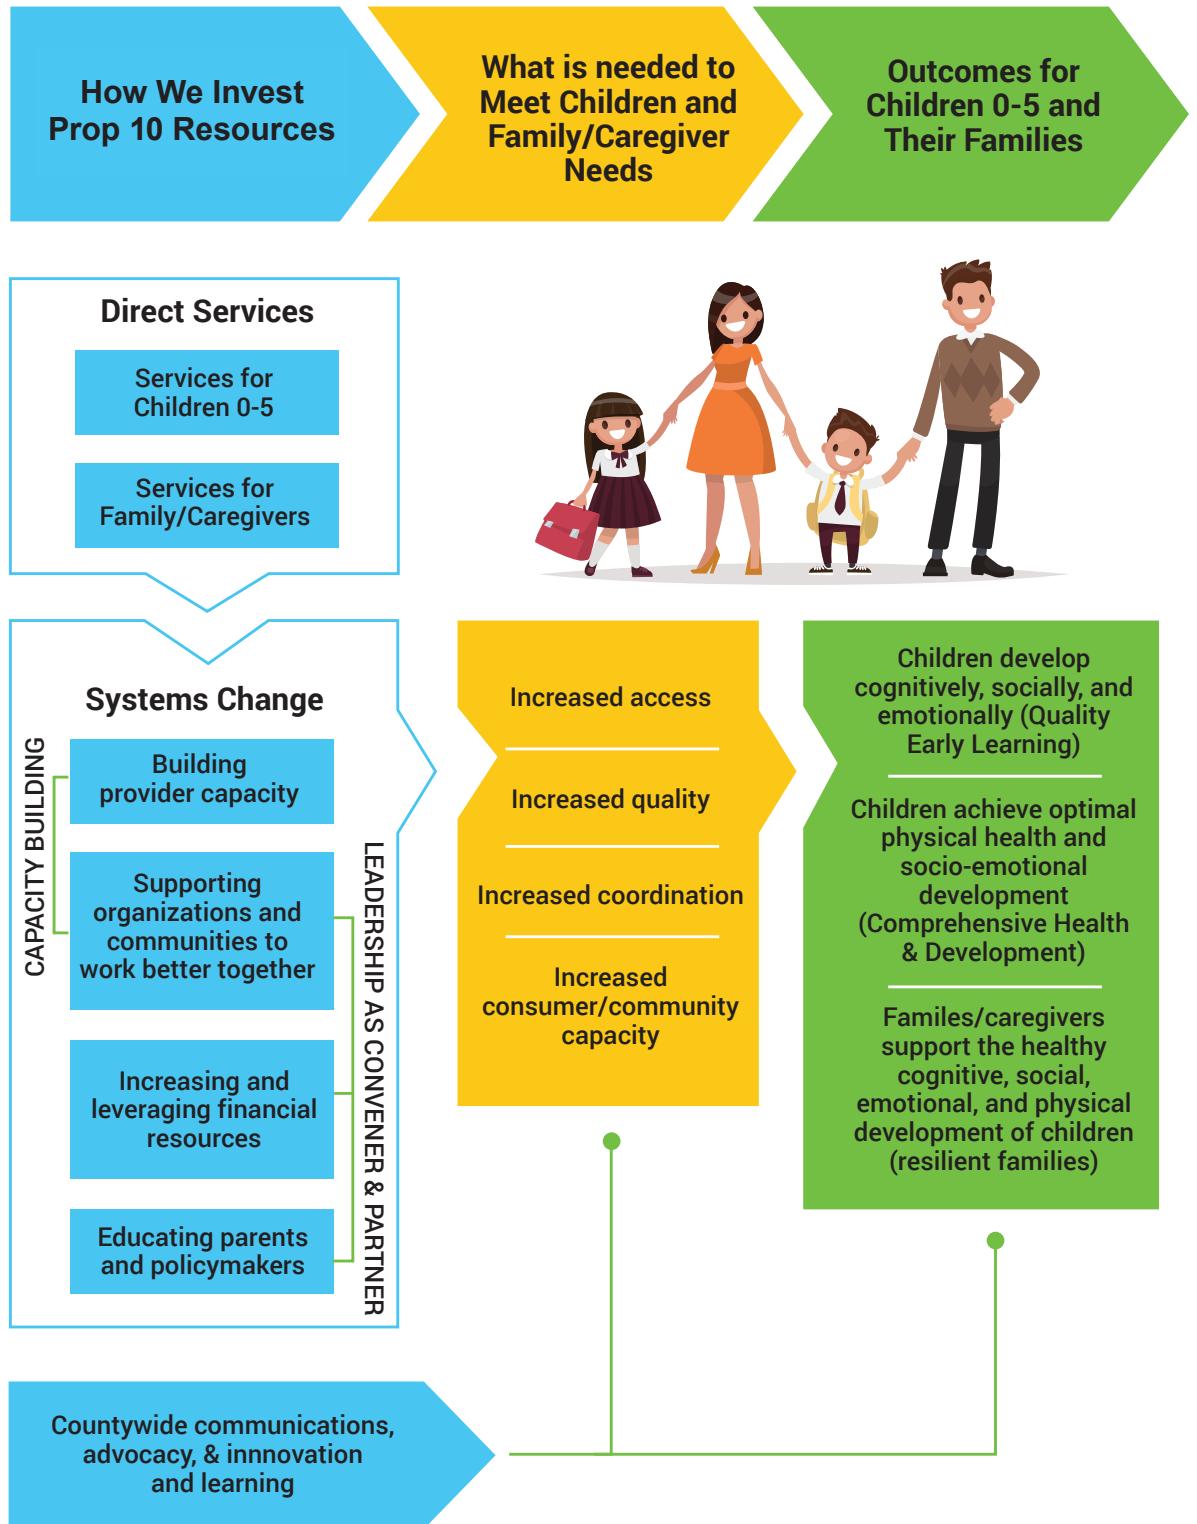 How We Invest
Prop 10 Resources
What is needed to
Meet Children and
Family/Caregiver
Needs
Outcomes for
Children 0-5 and
Their Families
Direct Services
Services for
Children 0-5
Services for
Family/Caregivers
Systems Change
CAPACITY BUILDING
Building
provider capacity
Supporting
organizations and
communities to
work better together
Increasing and
leveraging financial
resources
Educating parents
and policymakers
LEADERSHIP AS CONVENER & PARTNER
Increased access
Increased quality
Increased coordination
Increased
consumer/community
capacity
Children develop
cognitively, socially, and
emotionally (Quality
Early Learning)
Children achieve optimal
physical health and
socio-emotional
development
(Comprehensive Health
& Development)
Familes/caregivers
support the healthy
cognitive, social,
emotional, and physical
development of children
(resilient families)
Countywide communications,
advocacy, & innnovation
and learning